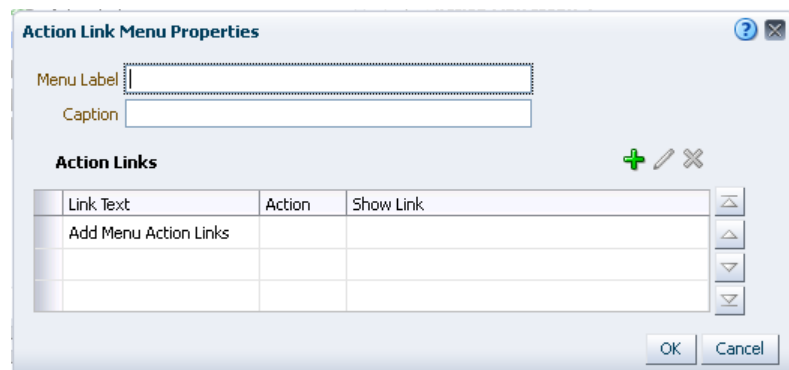 Action Link Menu Properties
?
Menu Label
Caption
Action Links
Link Text Action Show Link
Add Menu Action Links
OK Cancel